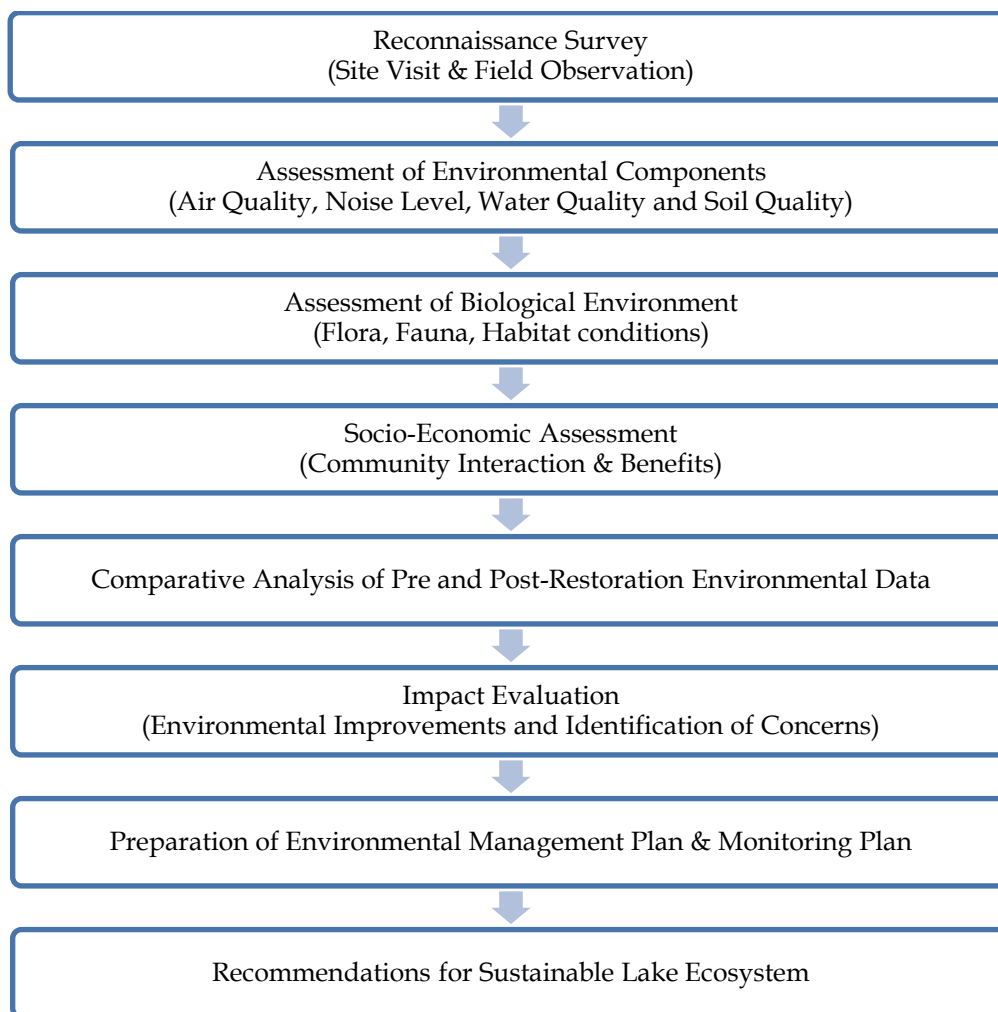 Reconnaissance Survey
(Site Visit & Field Observation)
Assessment of Environmental Components
(Air Quality, Noise Level, Water Quality and Soil Quality)
Assessment of Biological Environment
(Flora, Fauna, Habitat conditions)
Socio-Economic Assessment
(Community Interaction & Benefits)
Comparative Analysis of Pre and Post-Restoration Environmental Data
Impact Evaluation
(Environmental Improvements and Identification of Concerns)
Preparation of Environmental Management Plan & Monitoring Plan
Recommendations for Sustainable Lake Ecosystem